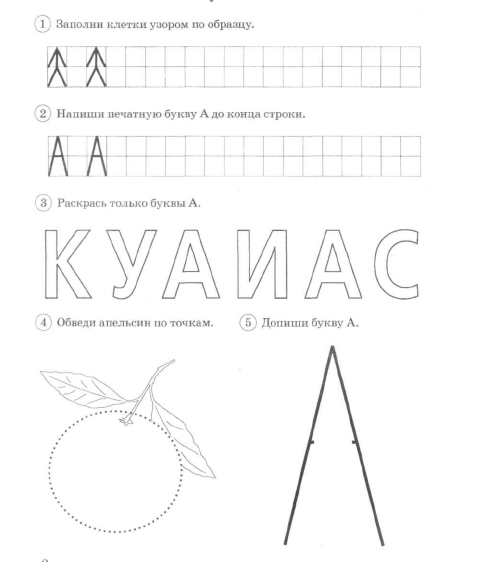 1 Заполни клетки узором по образцу.
2 Напиши печатную букву А до конца строки.
А А
3 Раскрась только буквы А.
КУАИАС
4 Обведи апельсин по точкам. 5 Допиши букву А.